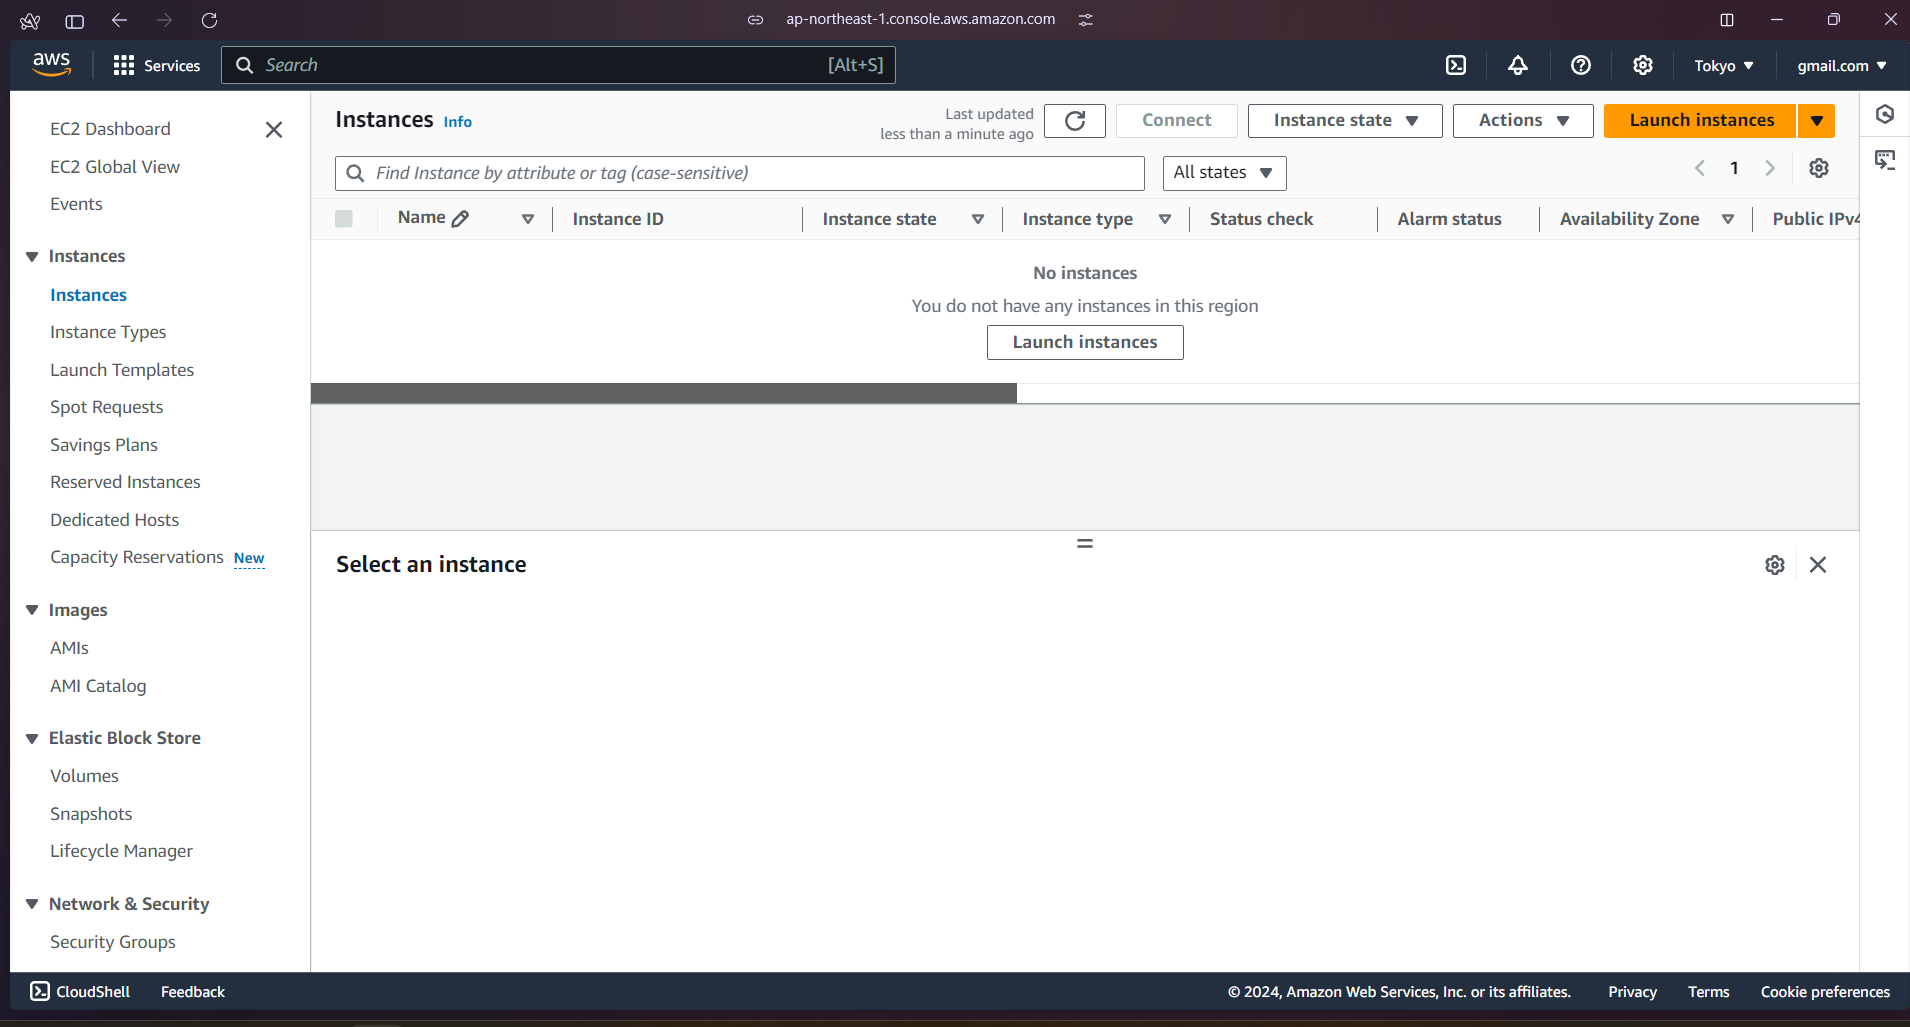 ap-northeast-1.console.aws.amazon.com
aws
Services
Search
[Alt+S]
Tokyo
gmail.com
EC2 Dashboard
EC2 Global View
Events
Instances
Instances
Instance Types
Launch Templates
Spot Requests
Savings Plans
Reserved Instances
Dedicated Hosts
Capacity Reservations New
Images
AMIs
AMI Catalog
Elastic Block Store
Volumes
Snapshots
Lifecycle Manager
Network & Security
Security Groups
Instances Info
Last updated
less than a minute ago
Connect
Instance state
Actions
Launch instances
Find Instance by attribute or tag (case-sensitive)
All states
1
Name
Instance ID
Instance state
Instance type
Status check
Alarm status
Availability Zone
Public IPv4
No instances
You do not have any instances in this region
Launch instances
Select an instance
CloudShell
Feedback
© 2024, Amazon Web Services, Inc. or its affiliates.
Privacy
Terms
Cookie preferences